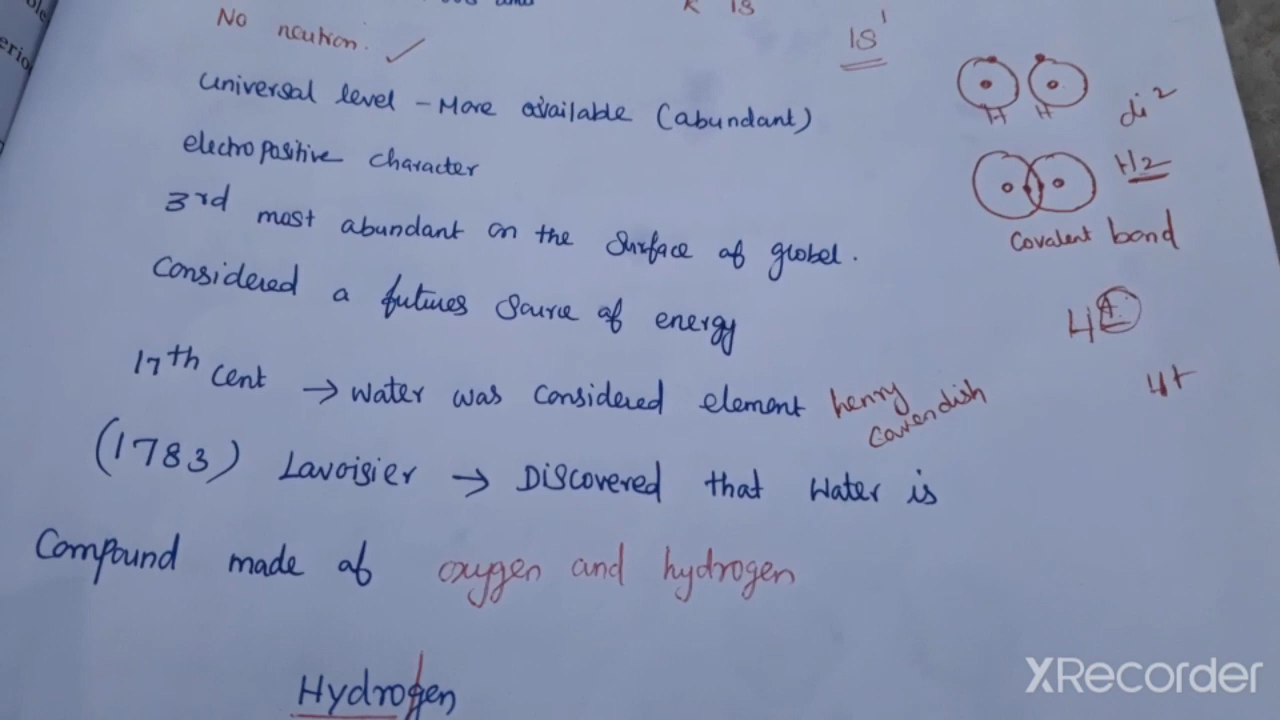 No neution.
K 1s
1S¹
universal level - More available (abundant)
H H
di²
electropositive character
H2
3rd most abundant on the surface of globel.
Covalent bond
Considered a futures source of energy
17th cent → water was considered element henry cavendish
(1783) Lavoisier → Discovered that water is
Compound made of oxygen and hydrogen
Hydrogen
XRecorder